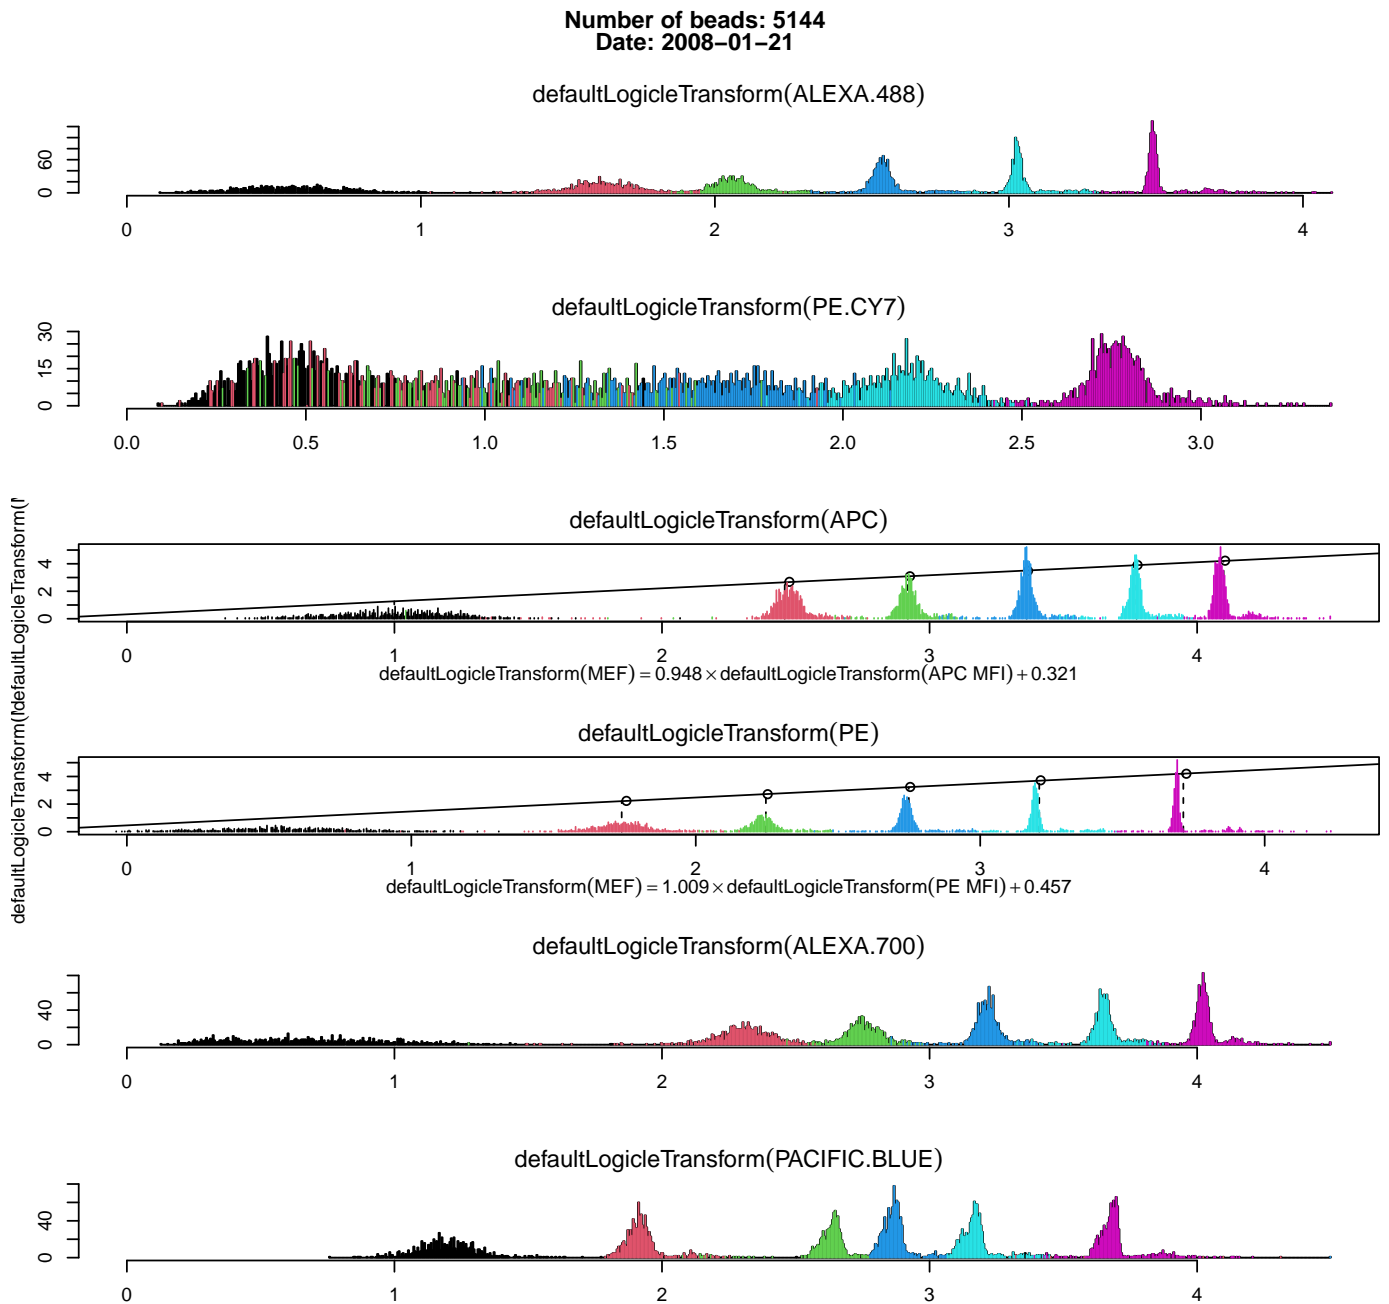 Number of beads: 5144
Date: 2008−01−21
defaultLogicleTransform(ALEXA.488)
0 60
0 1 2 3 4
defaultLogicleTransform(PE.CY7)
0 15 30
0.0 0.5 1.0 1.5 2.0 2.5 3.0
defaultLogicleTransform(APC)
defaultLogicleTransform(
0 2 4
0 1 2 3 4
defaultLogicleTransform(MEF) = 0.948 × defaultLogicleTransform(APC MFI) + 0.321
defaultLogicleTransform(PE)
defaultLogicleTransform(
0 2 4
0 1 2 3 4
defaultLogicleTransform(MEF) = 1.009 × defaultLogicleTransform(PE MFI) + 0.457
defaultLogicleTransform(ALEXA.700)
0 40
0 1 2 3 4
defaultLogicleTransform(PACIFIC.BLUE)
0 40
0 1 2 3 4